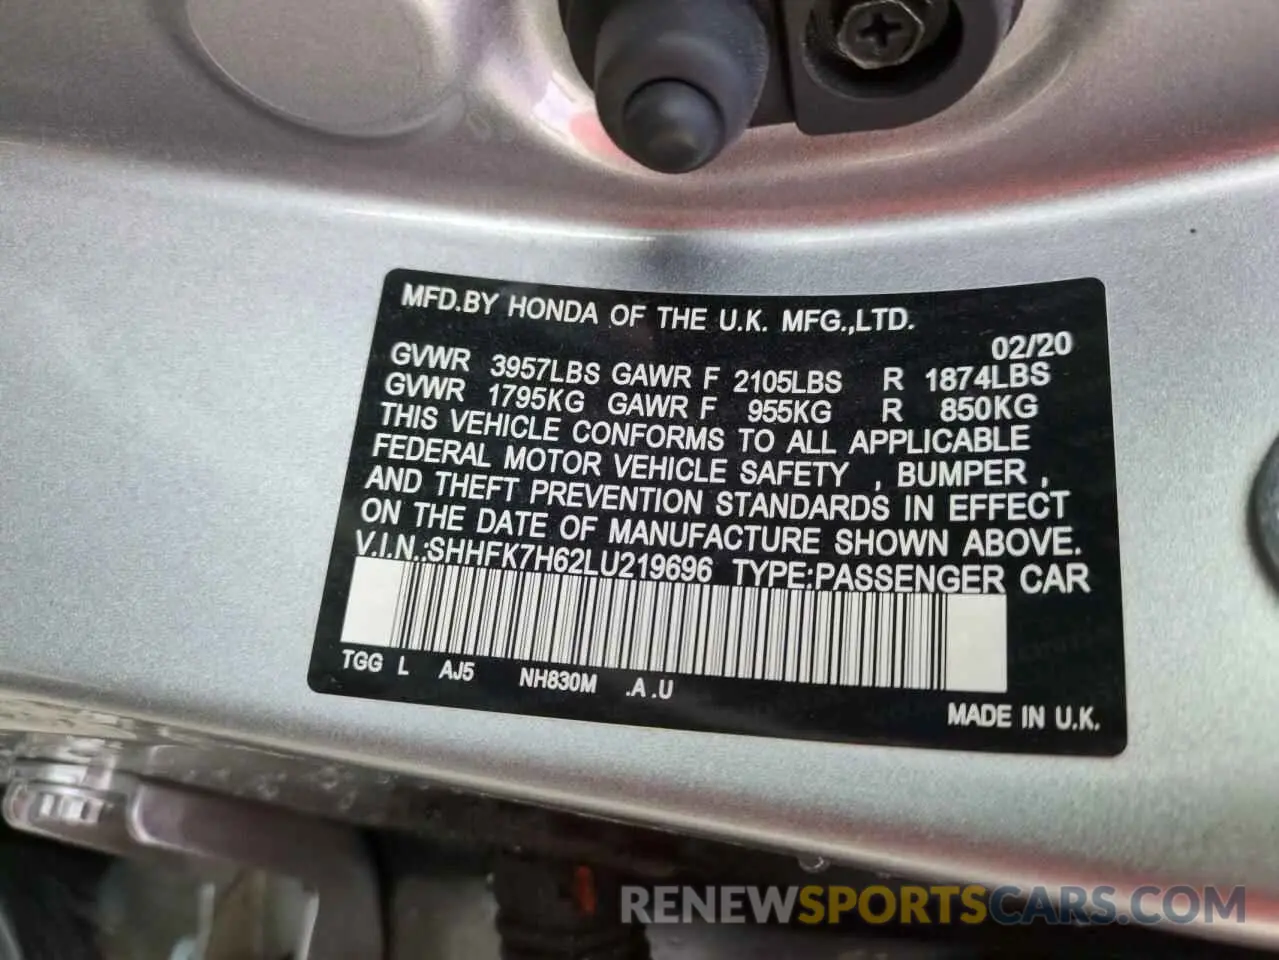 MFD.BY HONDA OF THE U.K. MFG.,LTD.
02/20
GVWR 3957LBS GAWR F 2105LBS R 1874LBS
GVWR 1795KG GAWR F 955KG R 850KG
THIS VEHICLE CONFORMS TO ALL APPLICABLE
FEDERAL MOTOR VEHICLE SAFETY , BUMPER ,
AND THEFT PREVENTION STANDARDS IN EFFECT
ON THE DATE OF MANUFACTURE SHOWN ABOVE.
V.I.N.:SHHFK7H62LU219696 TYPE:PASSENGER CAR
TGG L AJ5 NH830M .A.U
MADE IN U.K.
RENEWSPORTSCARS.COM